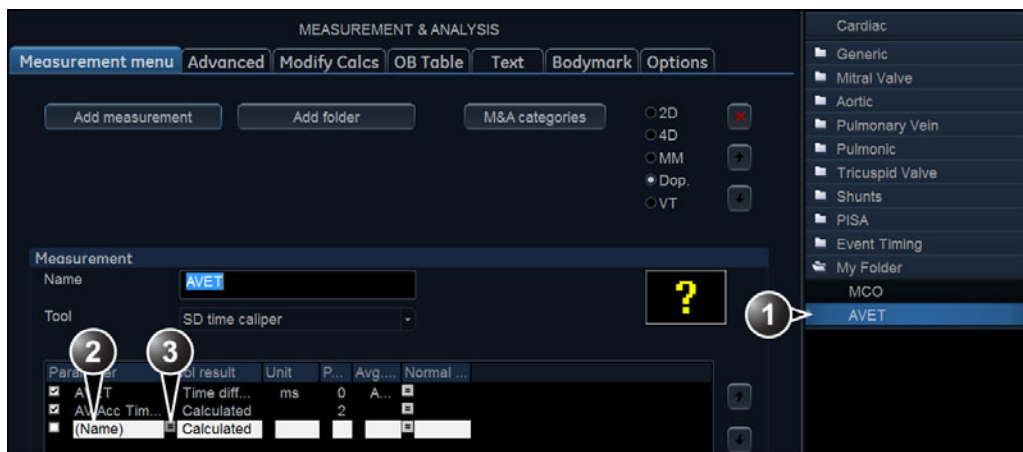 MEASUREMENT & ANALYSIS
Measurement menu Advanced Modify Calcs OB Table Text Bodymark Options
Add measurement Add folder M&A categories
2D
4D
MM
Dop.
VT
Measurement
Name AVET
Tool SD time caliper
?
2 3
Unit P... Avg.... Normal ...
Time diff... ms 0 A...
Acc Tim... Calculated 2
(Name) Calculated
Cardiac
Generic
Mitral Valve
Aortic
Pulmonary Vein
Pulmonic
Tricuspid Valve
Shunts
PISA
Event Timing
My Folder
MCO
1 AVET